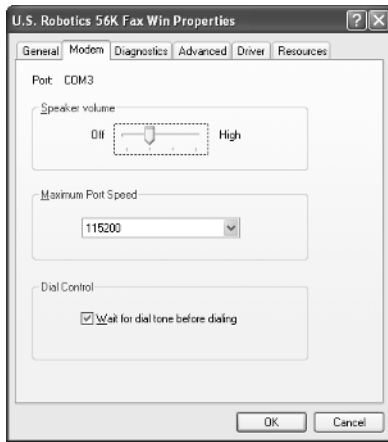 U.S. Robotics 56K Fax Win Properties
General Modem Diagnostics Advanced Driver Resources
Port: COM3
Speaker volume
Off High
Maximum Port Speed
115200
Dial Control
Wait for dial tone before dialing
OK Cancel